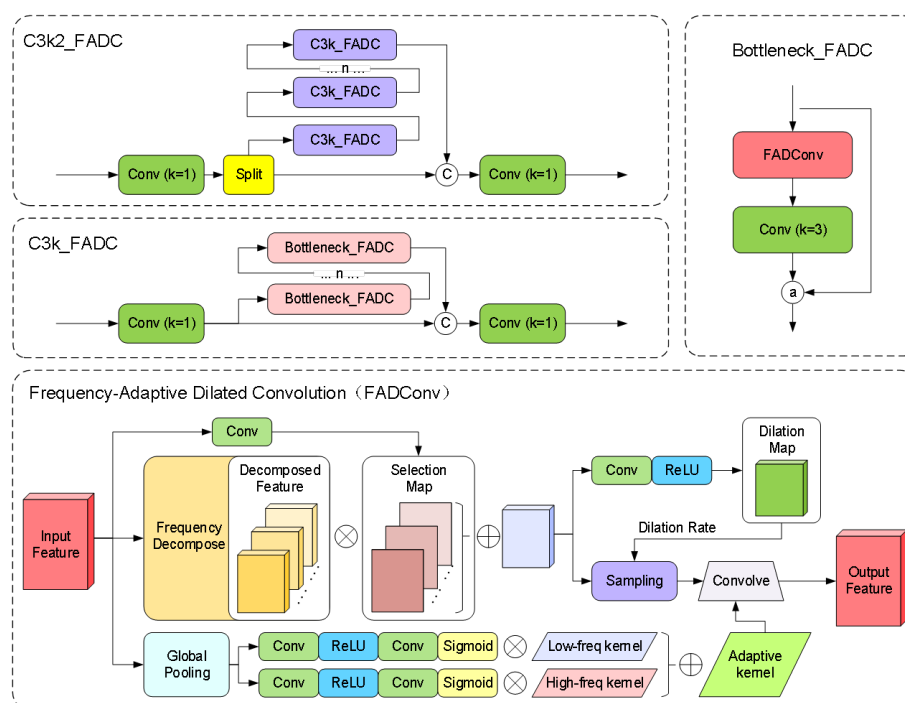 C3k2_FADC
C3k_FADC
... n ...
C3k_FADC
C3k_FADC
Conv (k=1)
Split
C
Conv (k=1)
Bottleneck_FADC
FADConv
Conv (k=3)
a
C3k_FADC
Bottleneck_FADC
... n ...
Bottleneck_FADC
Conv (k=1)
C
Conv (k=1)
Frequency-Adaptive Dilated Convolution（FADConv）
Input
Feature
Conv
Frequency
Decompose
Decomposed
Feature
Selection
Map
Conv
ReLU
Dilation
Map
Dilation Rate
Sampling
Convolve
Output
Feature
Global
Pooling
Conv
ReLU
Conv
Sigmoid
Low-freq kernel
Conv
ReLU
Conv
Sigmoid
High-freq kernel
Adaptive
kernel